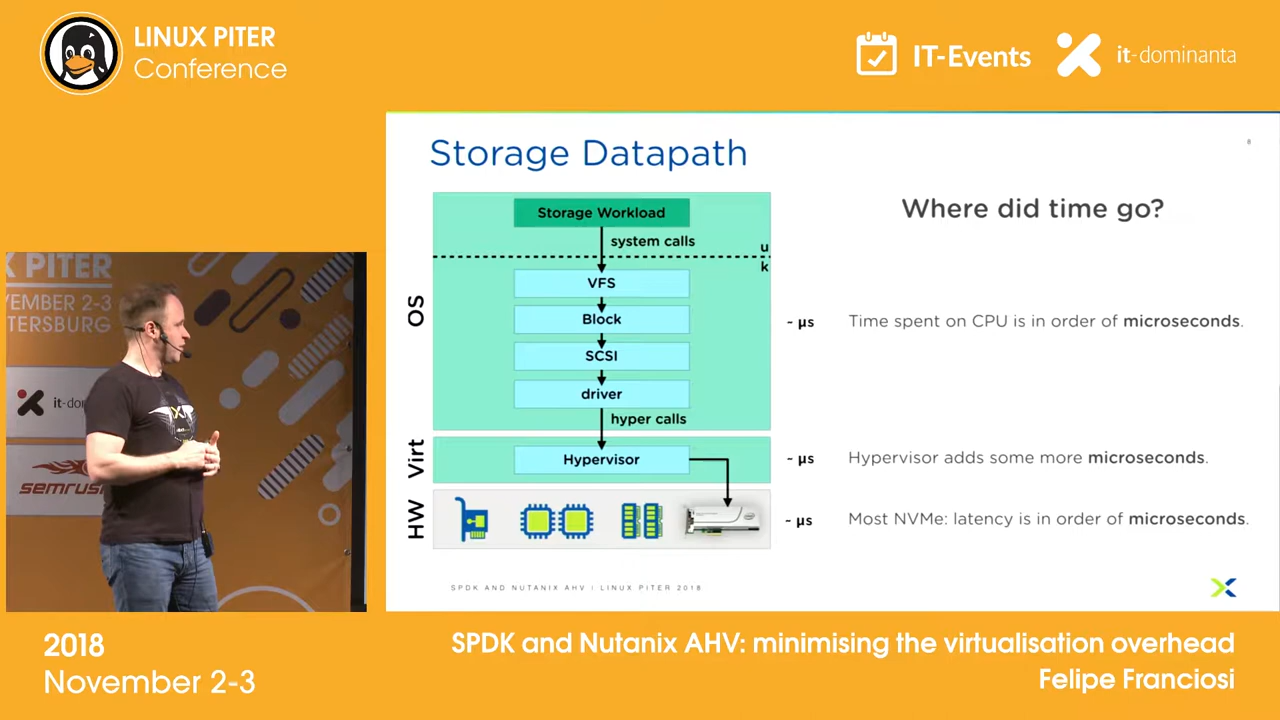 LINUX PITER
Conference
IT-Events
it-dominanta
Storage Datapath
8
Where did time go?
Storage Workload
system calls
u
k
OS
VFS
Block
SCSI
driver
hyper calls
- µs
Time spent on CPU is in order of microseconds.
Virt
Hypervisor
- µs
Hypervisor adds some more microseconds.
HW
- µs
Most NVMe: latency is in order of microseconds.
SPDK AND NUTANIX AHV | LINUX PITER 2018
X PITER
VEMBER 2-3
TERSBURG
it-do
semrus
2018
November 2-3
SPDK and Nutanix AHV: minimising the virtualisation overhead
Felipe Franciosi